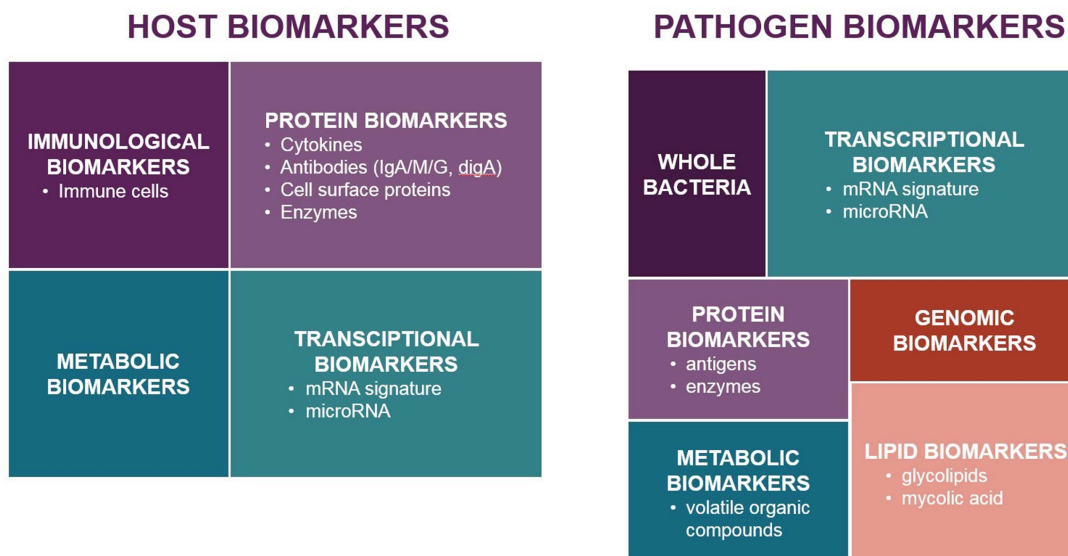 HOST BIOMARKERS
IMMUNOLOGICAL
BIOMARKERS
• Immune cells
PROTEIN BIOMARKERS
• Cytokines
• Antibodies (IgA/M/G, digA)
• Cell surface proteins
• Enzymes
METABOLIC
BIOMARKERS
TRANSCIPTIONAL
BIOMARKERS
• mRNA signature
• microRNA
PATHOGEN BIOMARKERS
WHOLE
BACTERIA
TRANSCRIPTIONAL
BIOMARKERS
• mRNA signature
• microRNA
PROTEIN
BIOMARKERS
• antigens
• enzymes
GENOMIC
BIOMARKERS
METABOLIC
BIOMARKERS
• volatile organic
compounds
LIPID BIOMARKERS
• glycolipids
• mycolic acid